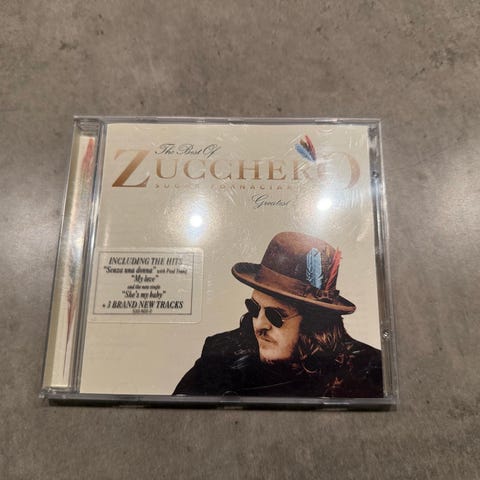 The Best Of
ZUCCHERO
SUGAR FORNACIARI'S
Greatest
INCLUDING THE HITS
"Senza una donna" with Paul Young
"My love"
and the new single
"She's my baby"
+ 3 BRAND NEW TRACKS